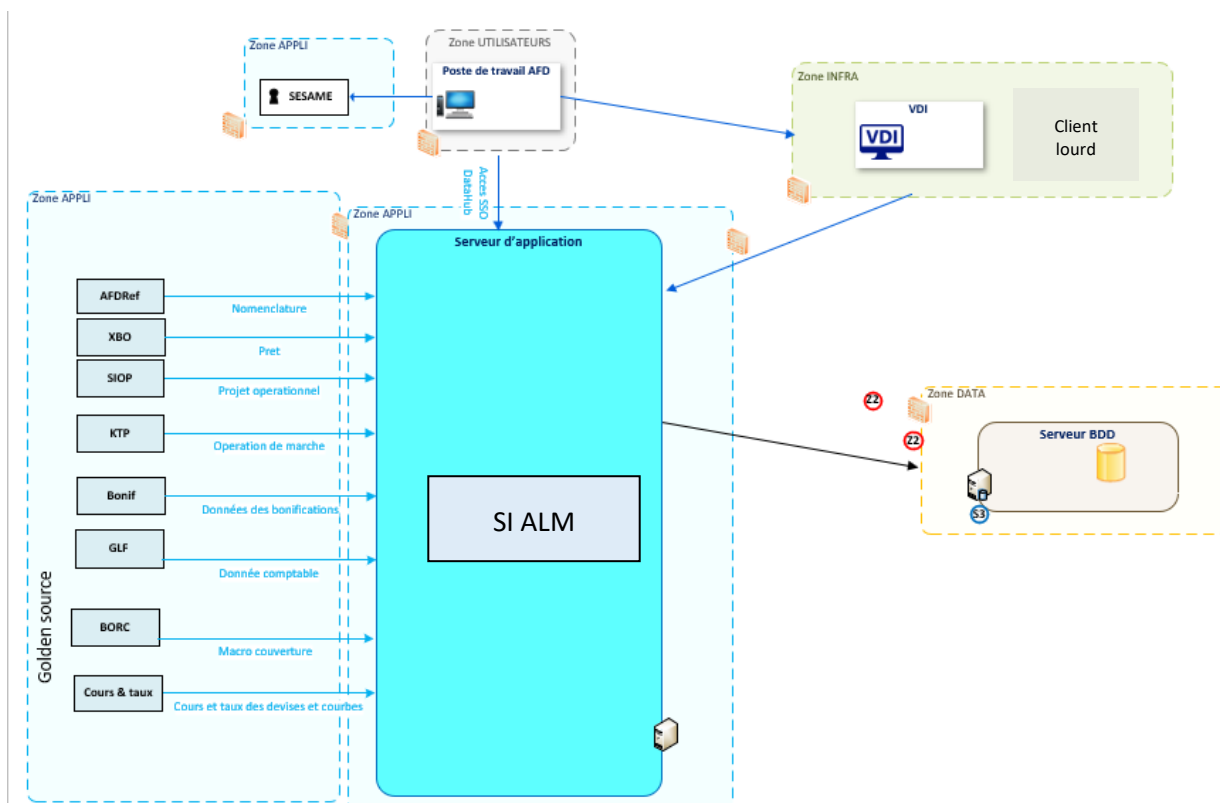 Zone APPLI
SESAME
Zone UTILISATEURS
Poste de travail AFD
Zone INFRA
VDI
VDI
Client
lourd
Acces SSO
DataHub
Zone APPLI
Golden source
AFDRef
Nomenclature
XBO
Pret
SIOP
Projet operationnel
KTP
Operation de marche
Bonif
Données des bonifications
GLF
Donnée comptable
BORC
Macro couverture
Cours & taux
Cours et taux des devises et courbes
Zone APPLI
Serveur d'application
SI ALM
22
22
Zone DATA
Serveur BDD
S3